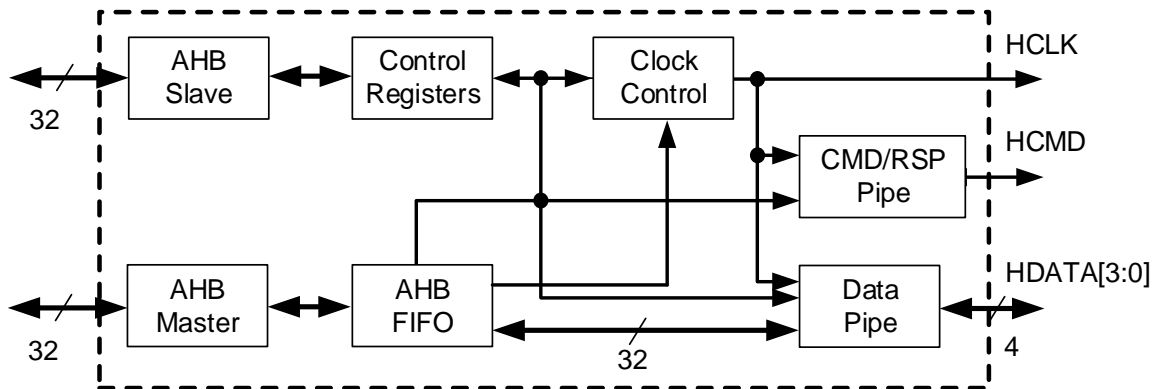 AHB
Slave
Control
Registers
Clock
Control
HCLK
32
CMD/RSP
Pipe
HCMD
AHB
Master
AHB
FIFO
Data
Pipe
HDATA[3:0]
32
32
4